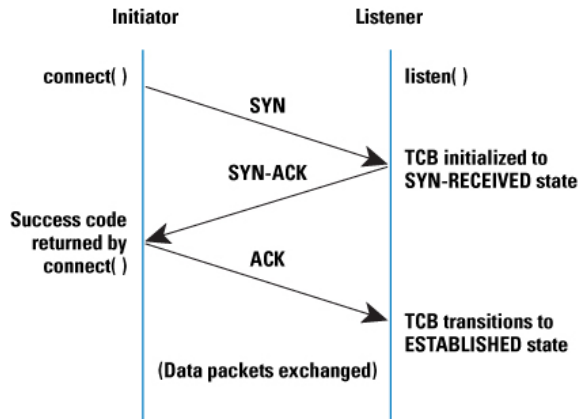 Initiator
Listener
connect( )
listen( )
SYN
TCB initialized to
SYN-RECEIVED state
SYN-ACK
Success code
returned by
connect( )
ACK
TCB transitions to
ESTABLISHED state
(Data packets exchanged)